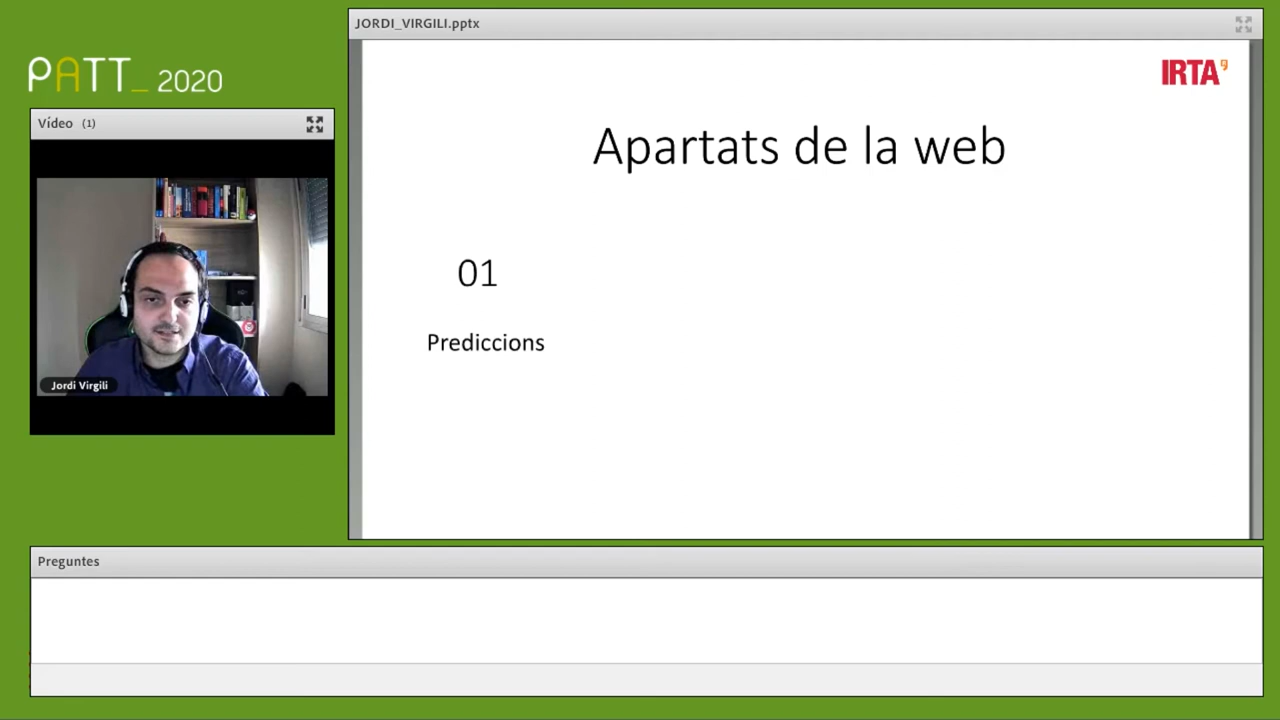 PATT_ 2020
Vídeo (1)
Jordi Virgili
JORDI_VIRGILI.pptx
IRTA
Apartats de la web
01
Prediccions
Preguntes